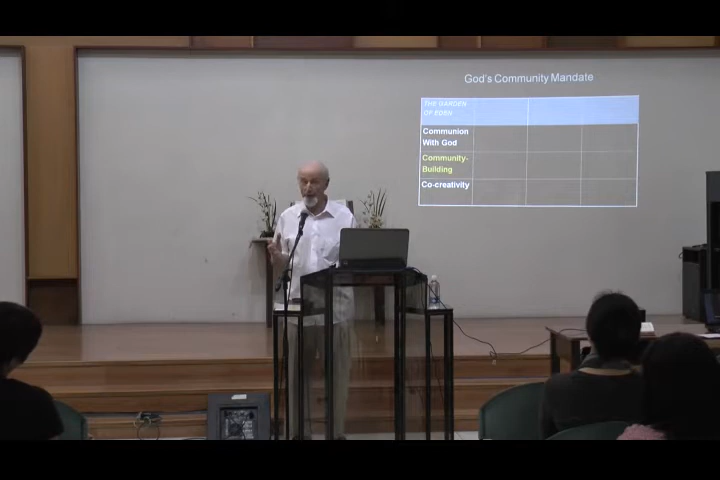 God's Community Mandate
THE GARDEN
OF EDEN
Communion
With God
Community-
Building
Co-creativity